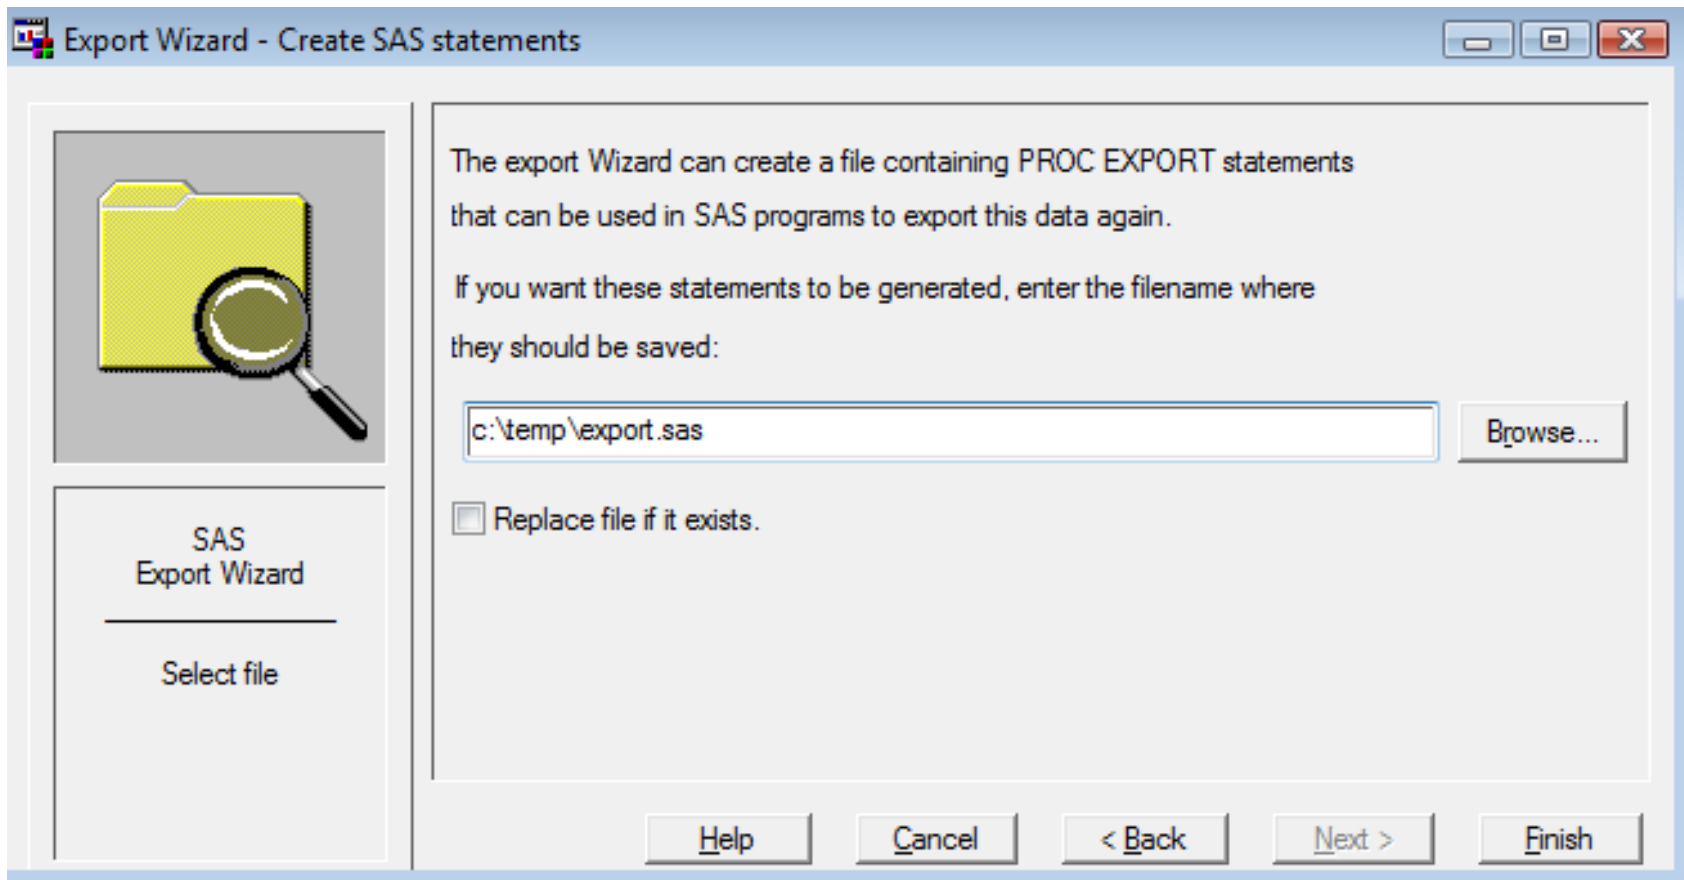 Export Wizard - Create SAS statements
The export Wizard can create a file containing PROC EXPORT statements
that can be used in SAS programs to export this data again.
If you want these statements to be generated, enter the filename where
they should be saved:
c:\temp\export.sas
Browse...
Replace file if it exists.
SAS
Export Wizard
Select file
Help
Cancel
< Back
Next >
Finish